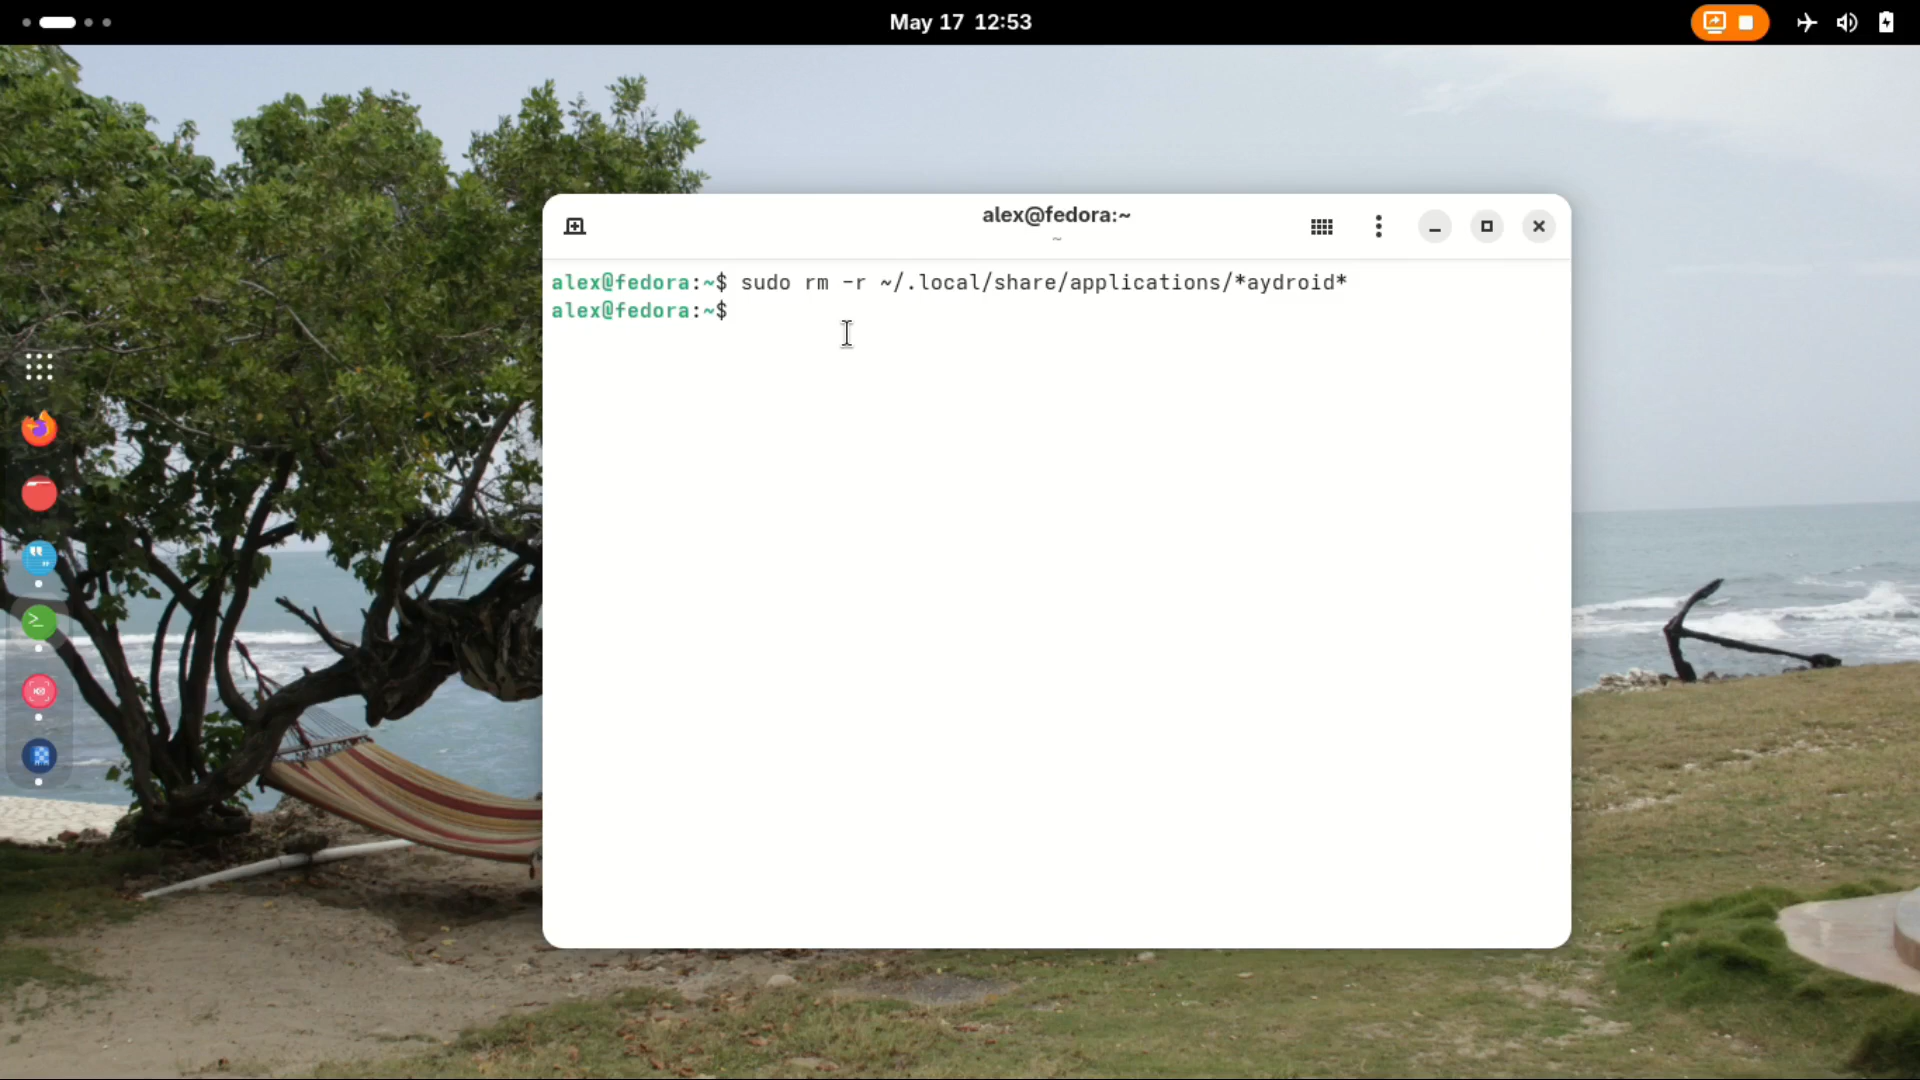 May 17 12:53
alex@fedora:~
~
alex@fedora:~$ sudo rm -r ~/.local/share/applications/*aydroid*
alex@fedora:~$